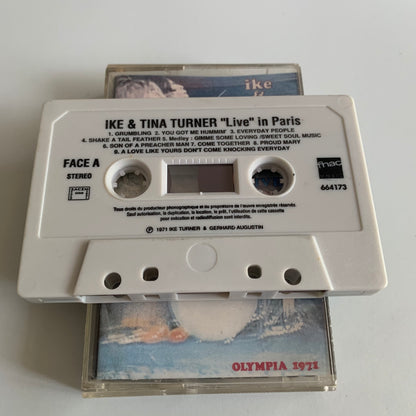 ike
&
IKE & TINA TURNER "Live" in Paris
1. GRUMBLING 2. YOU GOT ME HUMMIN' 3. EVERYDAY PEOPLE
4. SHAKE A TAIL FEATHER 5. Medley : GIMME SOME LOVING /SWEET SOUL MUSIC
6. SON OF A PREACHER MAN 7. COME TOGETHER 8. PROUD MARY
9. A LOVE LIKE YOURS DON'T COME KNOCKING EVERYDAY
FACE A
STEREO
SACEM
fnac
MUSIC
664173
Tous droits du producteur phonographique et du propriétaire de l'œuvre enregistrée réservés.
Sauf autorisation, la duplication, la location, le prêt, l'utilisation de cette cassette
pour exécution et radiodiffusion sont interdits.
℗ 1971 IKE TURNER & GERHARD AUGUSTIN
OLYMPIA 1971